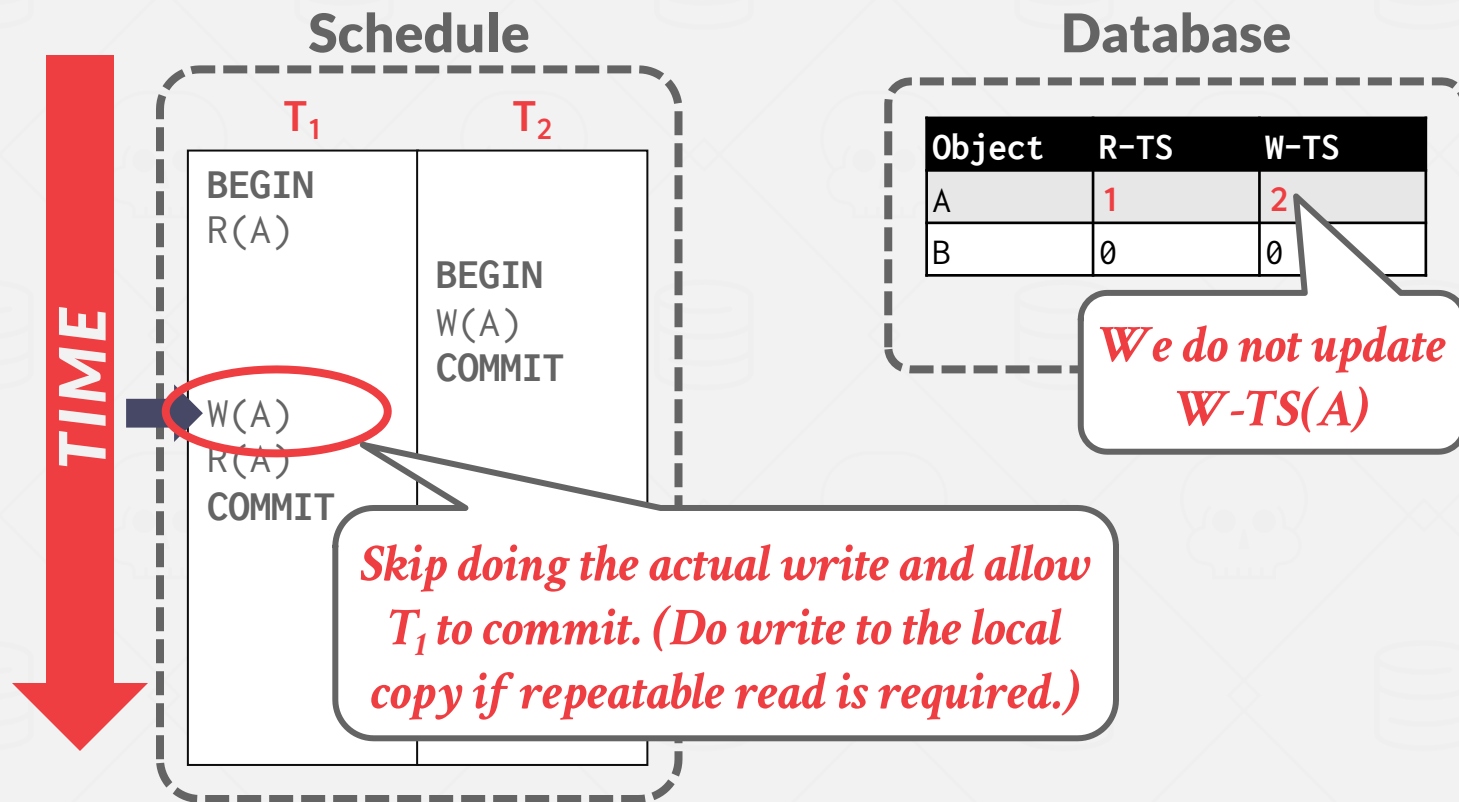 Schedule
Database
TIME
T₁ T₂
BEGIN
R(A)
BEGIN
W(A)
COMMIT
W(A)
R(A)
COMMIT
Object R-TS W-TS
A 1 2
B 0 0
We do not update
W-TS(A)
Skip doing the actual write and allow
T₁ to commit. (Do write to the local
copy if repeatable read is required.)